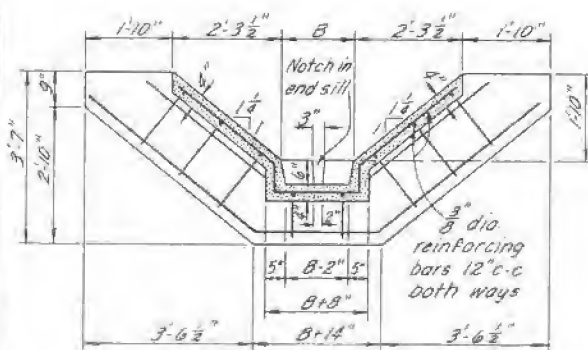 1'-10" 2'-3 1/2" B 2'-3 1/2" 1'-10"
Notch in
end sill
9"
4"
4"
1 1/4
1
3"
1 1/4
1
1'-10"
3'-7"
2'-10"
6"
4"
2"
3/8" dia.
reinforcing
bars 12" c-c
both ways
5" B-2" 5"
B+8"
3'-6 1/2" B+14" 3'-6 1/2"